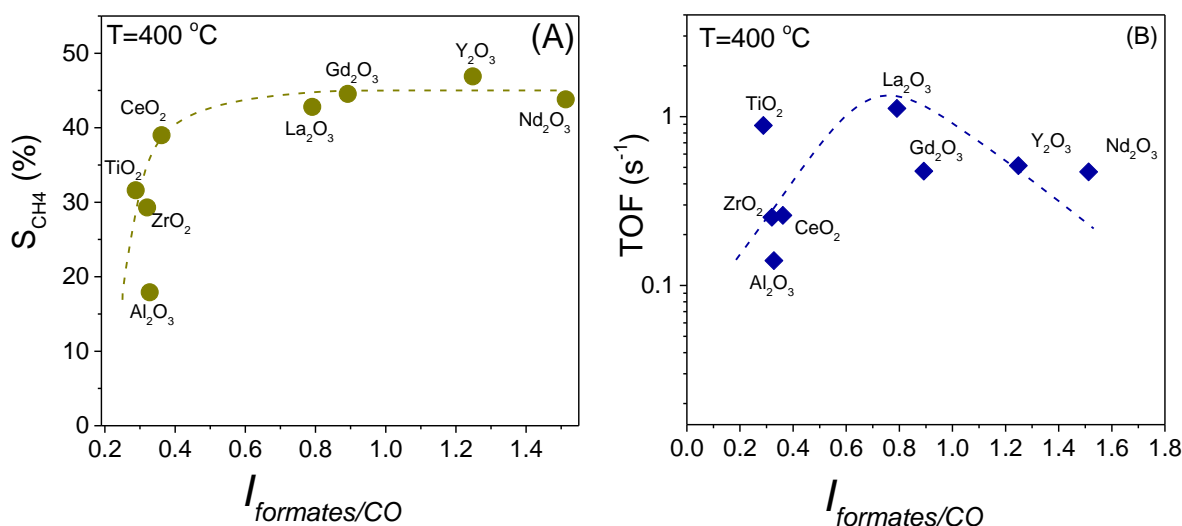 T=400 °C
(A)
S_CH4 (%)
50
40
30
20
10
0
0.2 0.4 0.6 0.8 1.0 1.2 1.4
I_formates/CO
TiO₂
CeO₂
ZrO₂
Al₂O₃
La₂O₃
Gd₂O₃
Y₂O₃
Nd₂O₃
T=400 °C
(B)
TOF (s⁻¹)
1
0.1
0.0 0.2 0.4 0.6 0.8 1.0 1.2 1.4 1.6 1.8
I_formates/CO
TiO₂
ZrO₂
CeO₂
Al₂O₃
La₂O₃
Gd₂O₃
Y₂O₃
Nd₂O₃